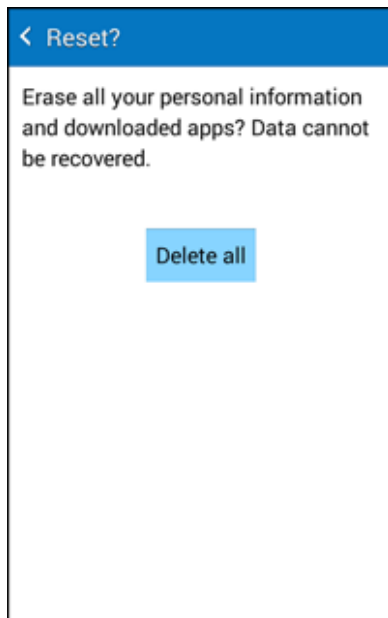 Reset?
Erase all your personal information
and downloaded apps? Data cannot
be recovered.
Delete all